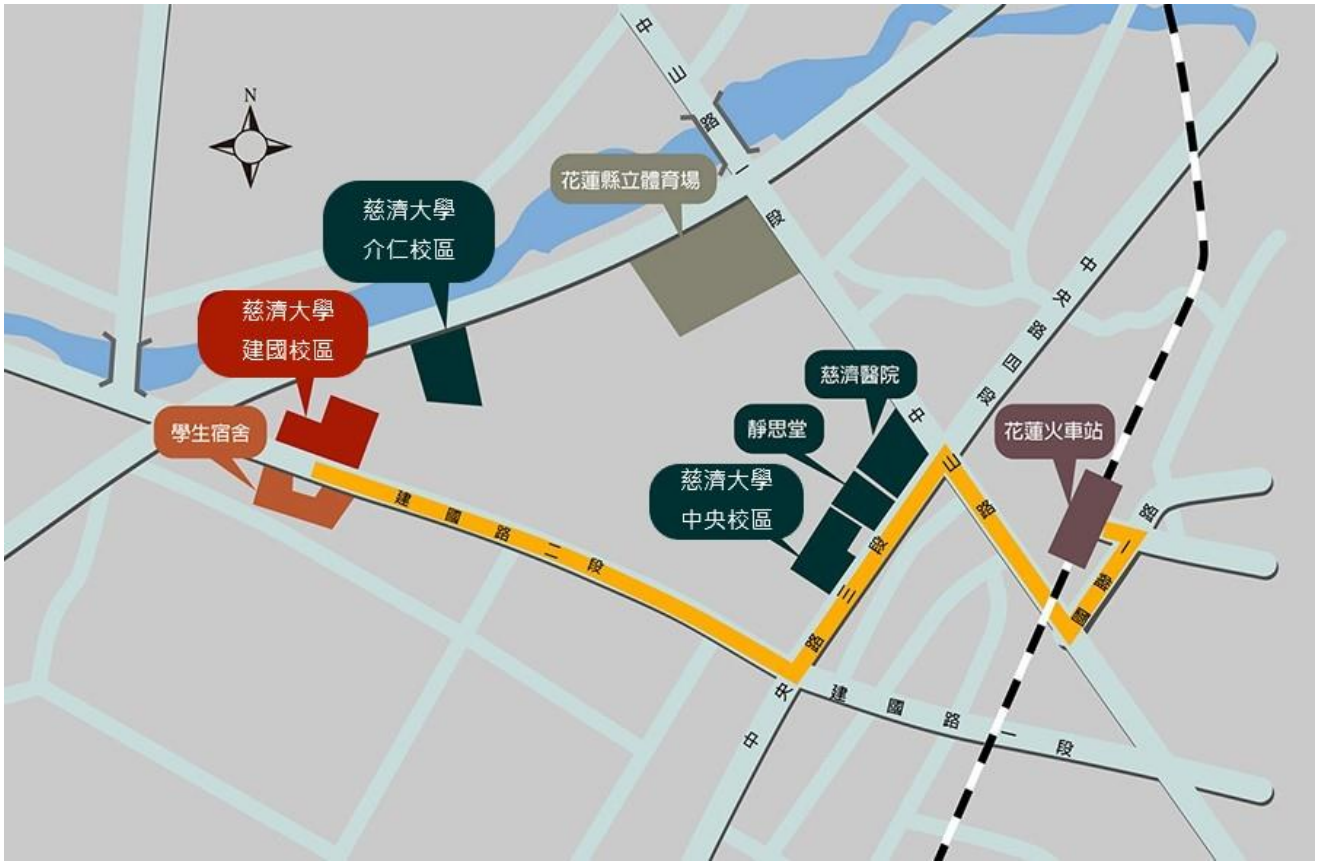 N
中山路一段
花蓮縣立體育場
慈濟大學
介仁校區
慈濟大學
建國校區
學生宿舍
慈濟醫院
靜思堂
慈濟大學
中央校區
中央路四段
花蓮火車站
中山路
國聯一路
建國路二段
中央路三段
建國路一段